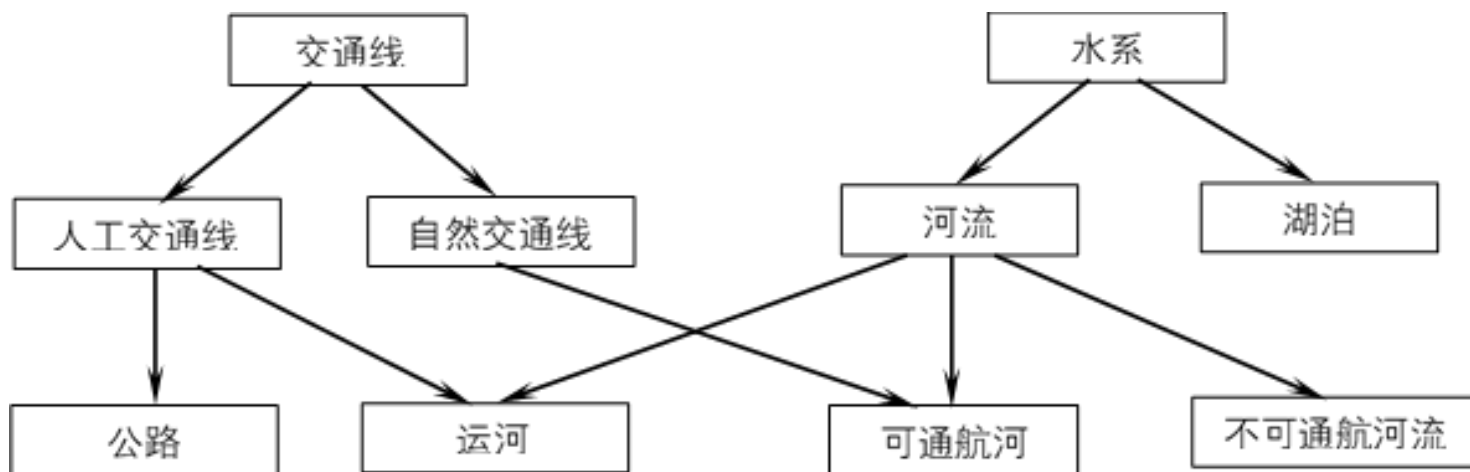 交通线
水系
人工交通线
自然交通线
河流
湖泊
公路
运河
可通航河
不可通航河流